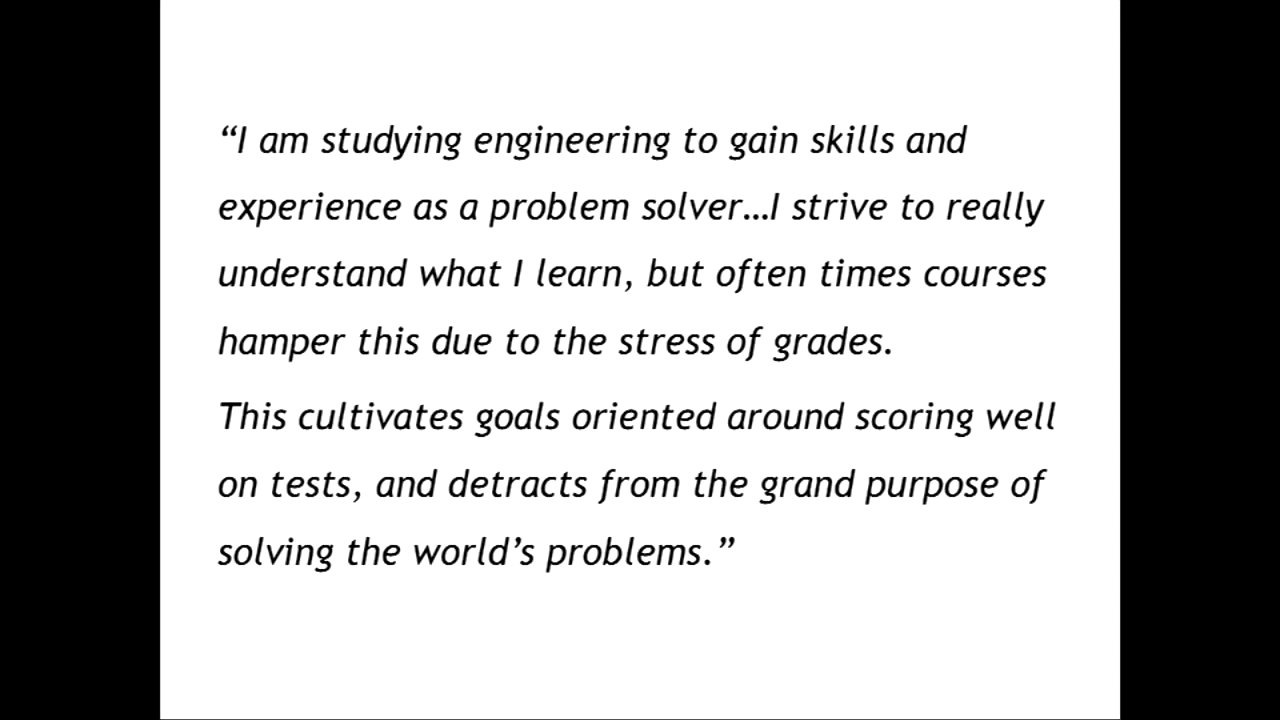 “I am studying engineering to gain skills and
experience as a problem solver…I strive to really
understand what I learn, but often times courses
hamper this due to the stress of grades.
This cultivates goals oriented around scoring well
on tests, and detracts from the grand purpose of
solving the world’s problems.”